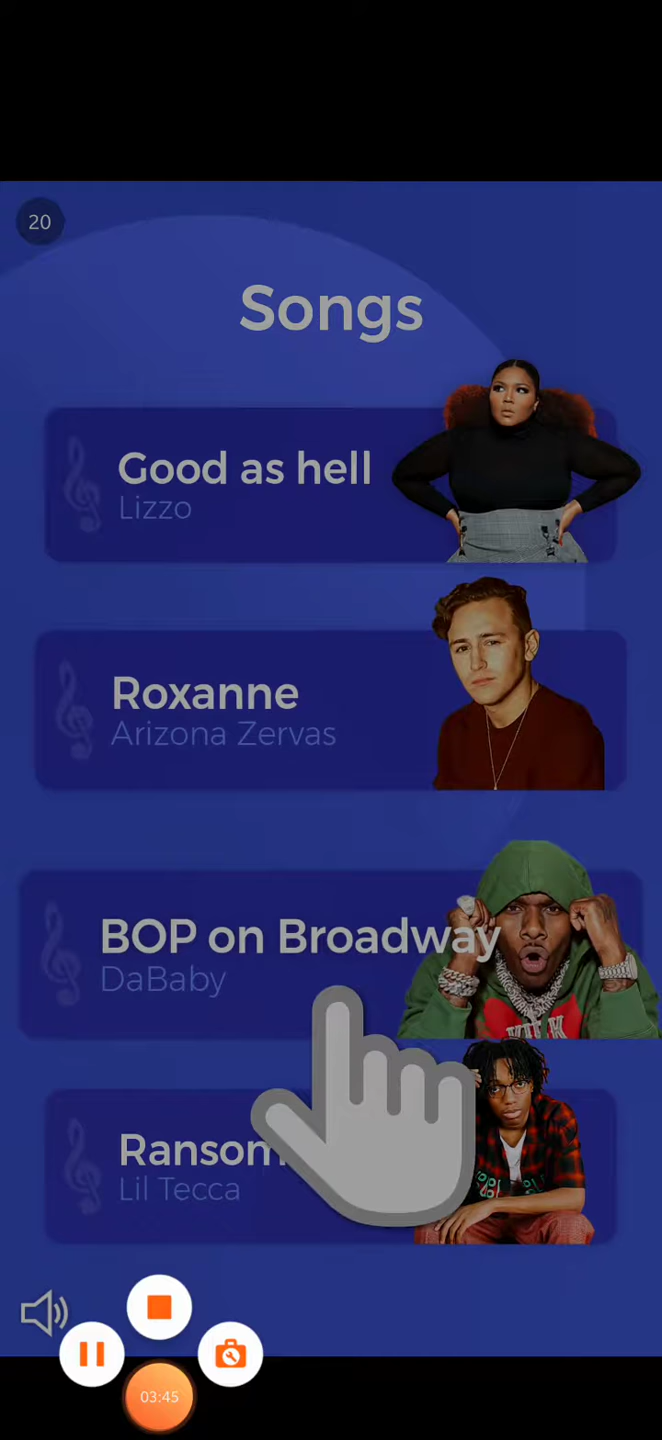 20
Songs
Good as hell
Lizzo
Roxanne
Arizona Zervas
BOP on Broadway
DaBaby
Ransom
Lil Tecca
03:45